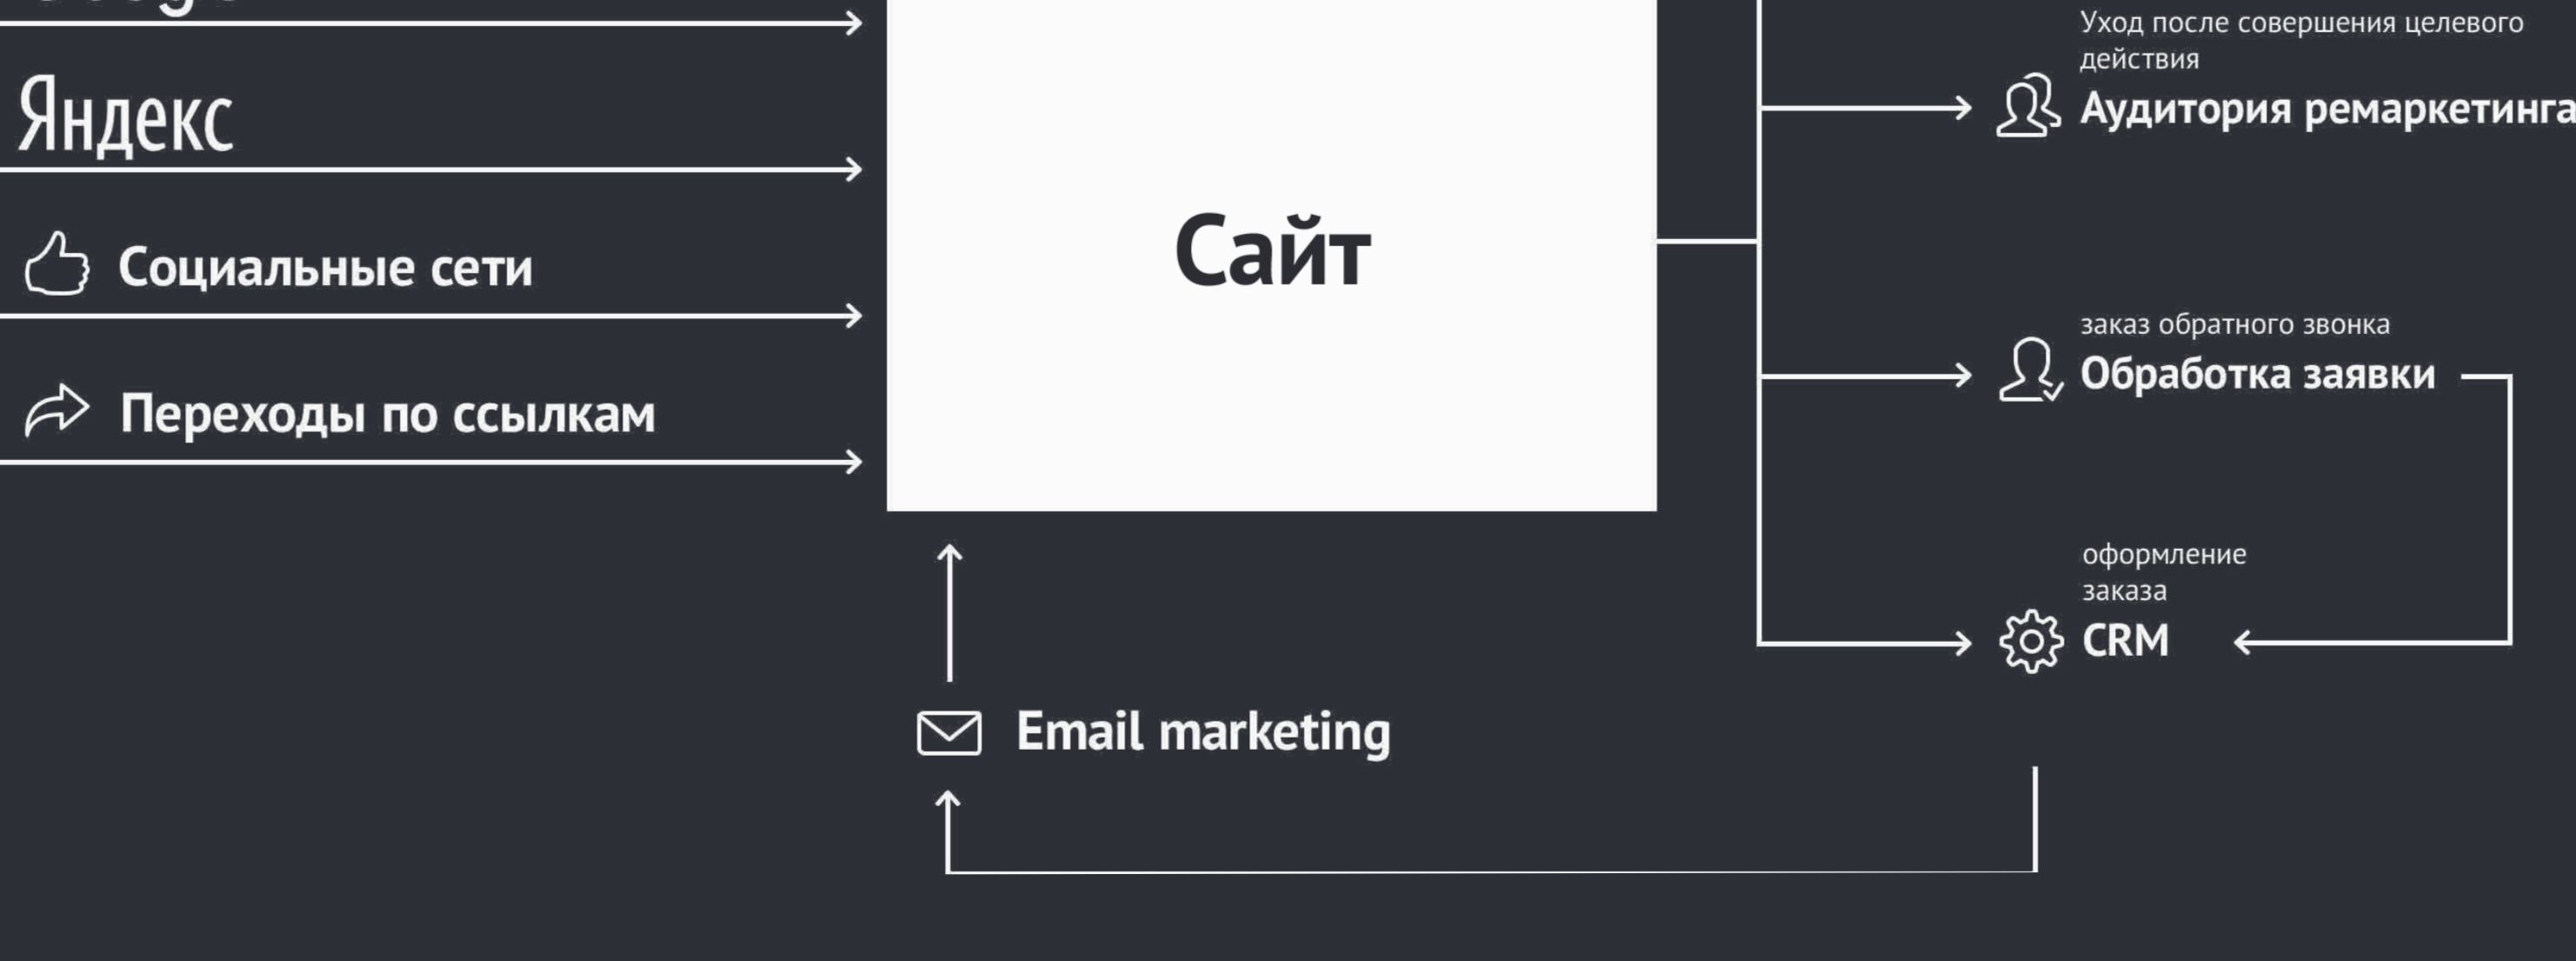 Яндекс
Социальные сети
Переходы по ссылкам
Сайт
Email marketing
Уход после совершения целевого
действия
Аудитория ремаркетинга
заказ обратного звонка
Обработка заявки
оформление
заказа
CRM